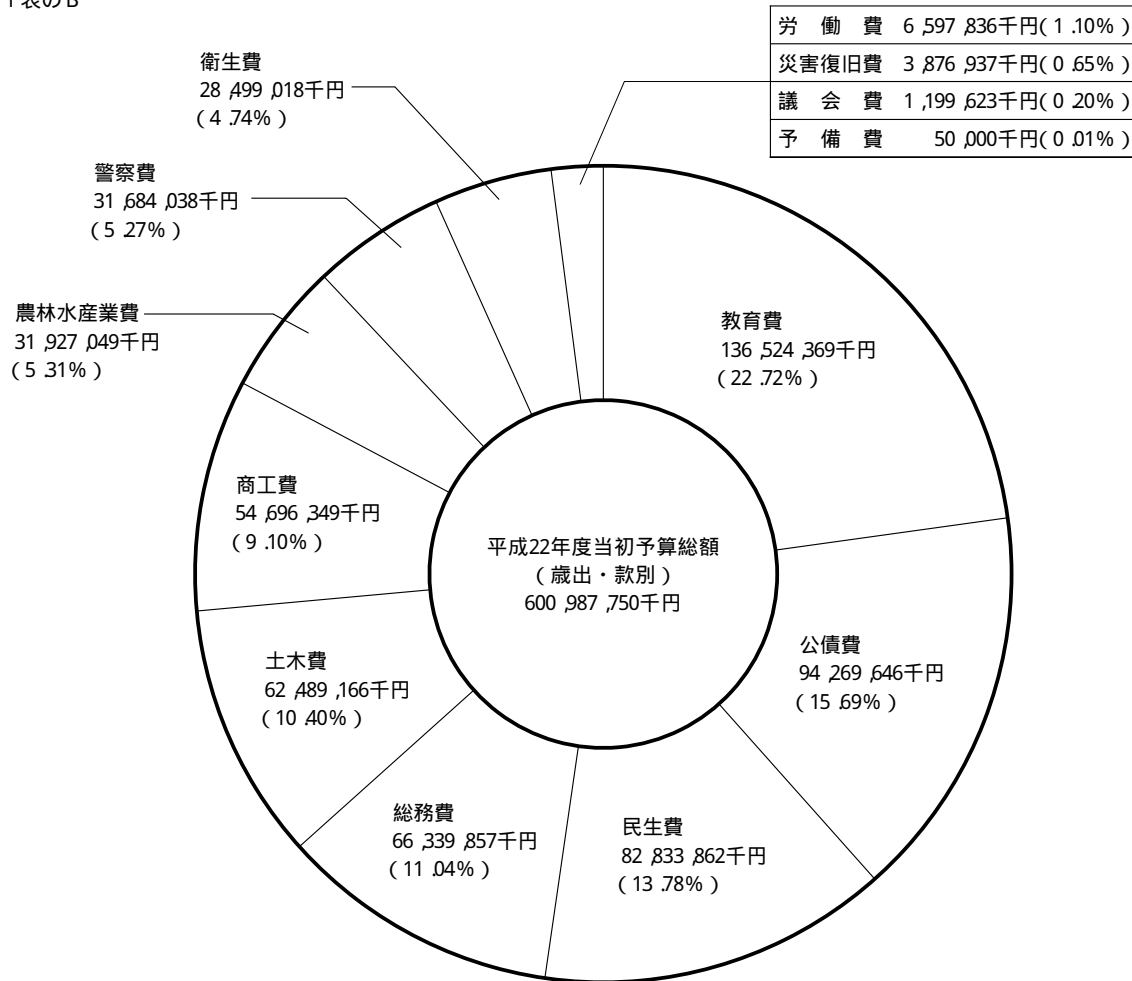 労働費 6,597,836千円(1.10%)
災害復旧費 3,876,937千円(0.65%)
議会費 1,199,623千円(0.20%)
予備費 50,000千円(0.01%)
衛生費
28,499,018千円
(4.74%)
警察費
31,684,038千円
(5.27%)
農林水産業費
31,927,049千円
(5.31%)
教育費
136,524,369千円
(22.72%)
商工費
54,696,349千円
(9.10%)
平成22年度当初予算総額
(歳出・款別)
600,987,750千円
公債費
94,269,646千円
(15.69%)
土木費
62,489,166千円
(10.40%)
総務費
66,339,857千円
(11.04%)
民生費
82,833,862千円
(13.78%)